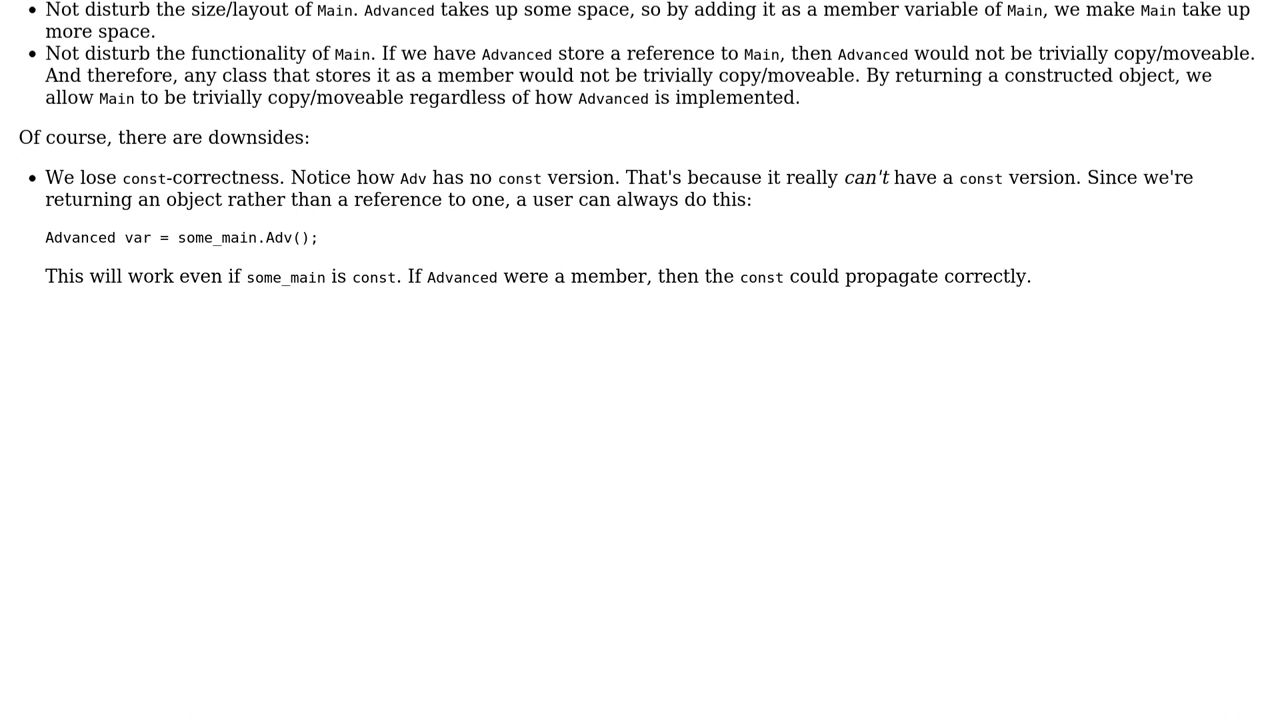 Not disturb the size/layout of Main. Advanced takes up some space, so by adding it as a member variable of Main, we make Main take up
more space.
Not disturb the functionality of Main. If we have Advanced store a reference to Main, then Advanced would not be trivially copy/moveable.
And therefore, any class that stores it as a member would not be trivially copy/moveable. By returning a constructed object, we
allow Main to be trivially copy/moveable regardless of how Advanced is implemented.
Of course, there are downsides:
We lose const-correctness. Notice how Adv has no const version. That's because it really can't have a const version. Since we're
returning an object rather than a reference to one, a user can always do this:
Advanced var = some_main.Adv();
This will work even if some_main is const. If Advanced were a member, then the const could propagate correctly.